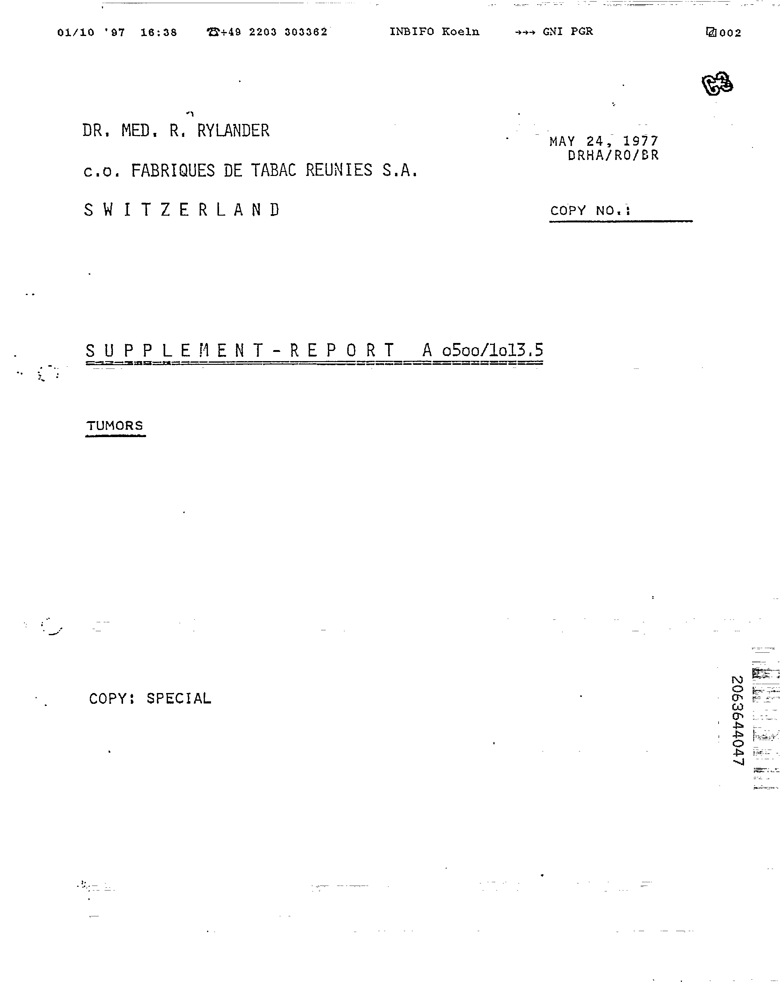 01/10 '97 16:38 ☎+49 2203 303362 INBIFO Koeln →→→ GNI PGR 002
C3
DR. MED. R. RYLANDER
MAY 24, 1977
DRHA/RO/BR
c.o. FABRIQUES DE TABAC REUNIES S.A.
S W I T Z E R L A N D
COPY NO.:
S U P P L E M E N T - R E P O R T A o5oo/1o13.5
TUMORS
COPY: SPECIAL
2063644047